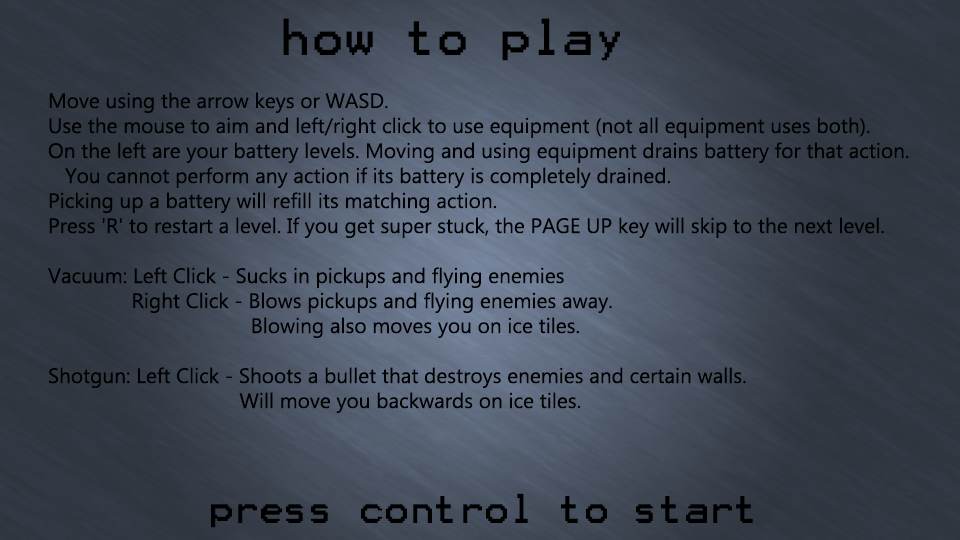 how to play
Move using the arrow keys or WASD.
Use the mouse to aim and left/right click to use equipment (not all equipment uses both).
On the left are your battery levels. Moving and using equipment drains battery for that action.
You cannot perform any action if its battery is completely drained.
Picking up a battery will refill its matching action.
Press 'R' to restart a level. If you get super stuck, the PAGE UP key will skip to the next level.
Vacuum: Left Click - Sucks in pickups and flying enemies
Right Click - Blows pickups and flying enemies away.
Blowing also moves you on ice tiles.
Shotgun: Left Click - Shoots a bullet that destroys enemies and certain walls.
Will move you backwards on ice tiles.
press control to start